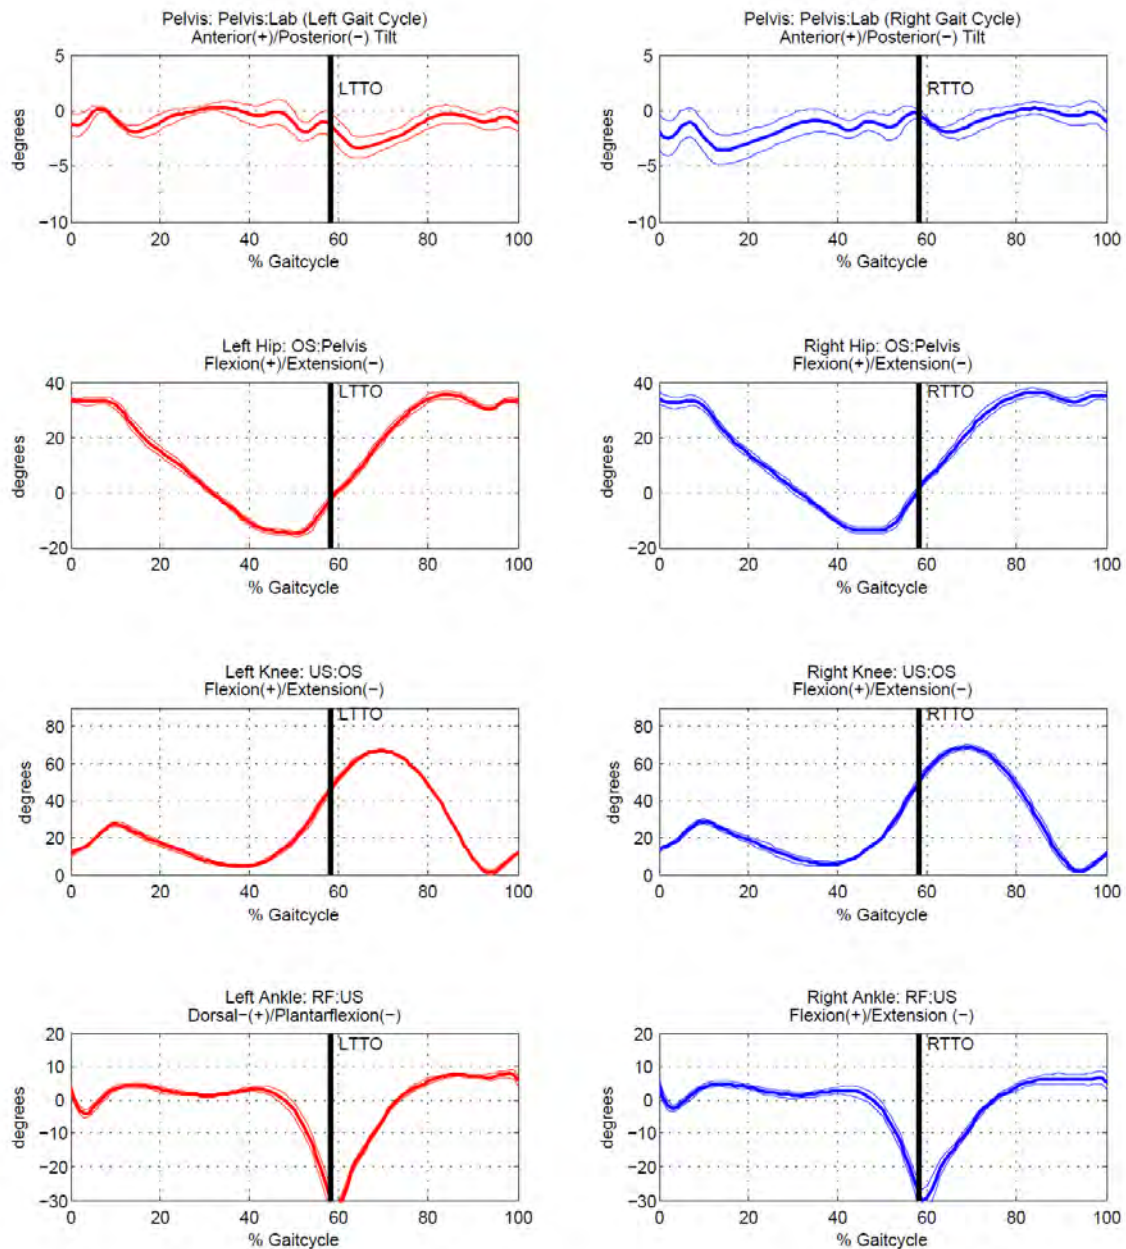 Pelvis: Pelvis:Lab (Left Gait Cycle)
Anterior(+)/Posterior(−) Tilt
5
0
−5
−10
degrees
LTTO
0 20 40 60 80 100
% Gaitcycle
Pelvis: Pelvis:Lab (Right Gait Cycle)
Anterior(+)/Posterior(−) Tilt
5
0
−5
−10
degrees
RTTO
0 20 40 60 80 100
% Gaitcycle
Left Hip: OS:Pelvis
Flexion(+)/Extension(−)
40
20
0
−20
degrees
LTTO
0 20 40 60 80 100
% Gaitcycle
Right Hip: OS:Pelvis
Flexion(+)/Extension(−)
40
20
0
−20
degrees
RTTO
0 20 40 60 80 100
% Gaitcycle
Left Knee: US:OS
Flexion(+)/Extension(−)
80
60
40
20
0
degrees
LTTO
0 20 40 60 80 100
% Gaitcycle
Right Knee: US:OS
Flexion(+)/Extension(−)
80
60
40
20
0
degrees
RTTO
0 20 40 60 80 100
% Gaitcycle
Left Ankle: RF:US
Dorsal−(+)/Plantarflexion(−)
20
10
0
−10
−20
−30
degrees
LTTO
0 20 40 60 80 100
% Gaitcycle
Right Ankle: RF:US
Flexion(+)/Extension (−)
20
10
0
−10
−20
−30
degrees
RTTO
0 20 40 60 80 100
% Gaitcycle